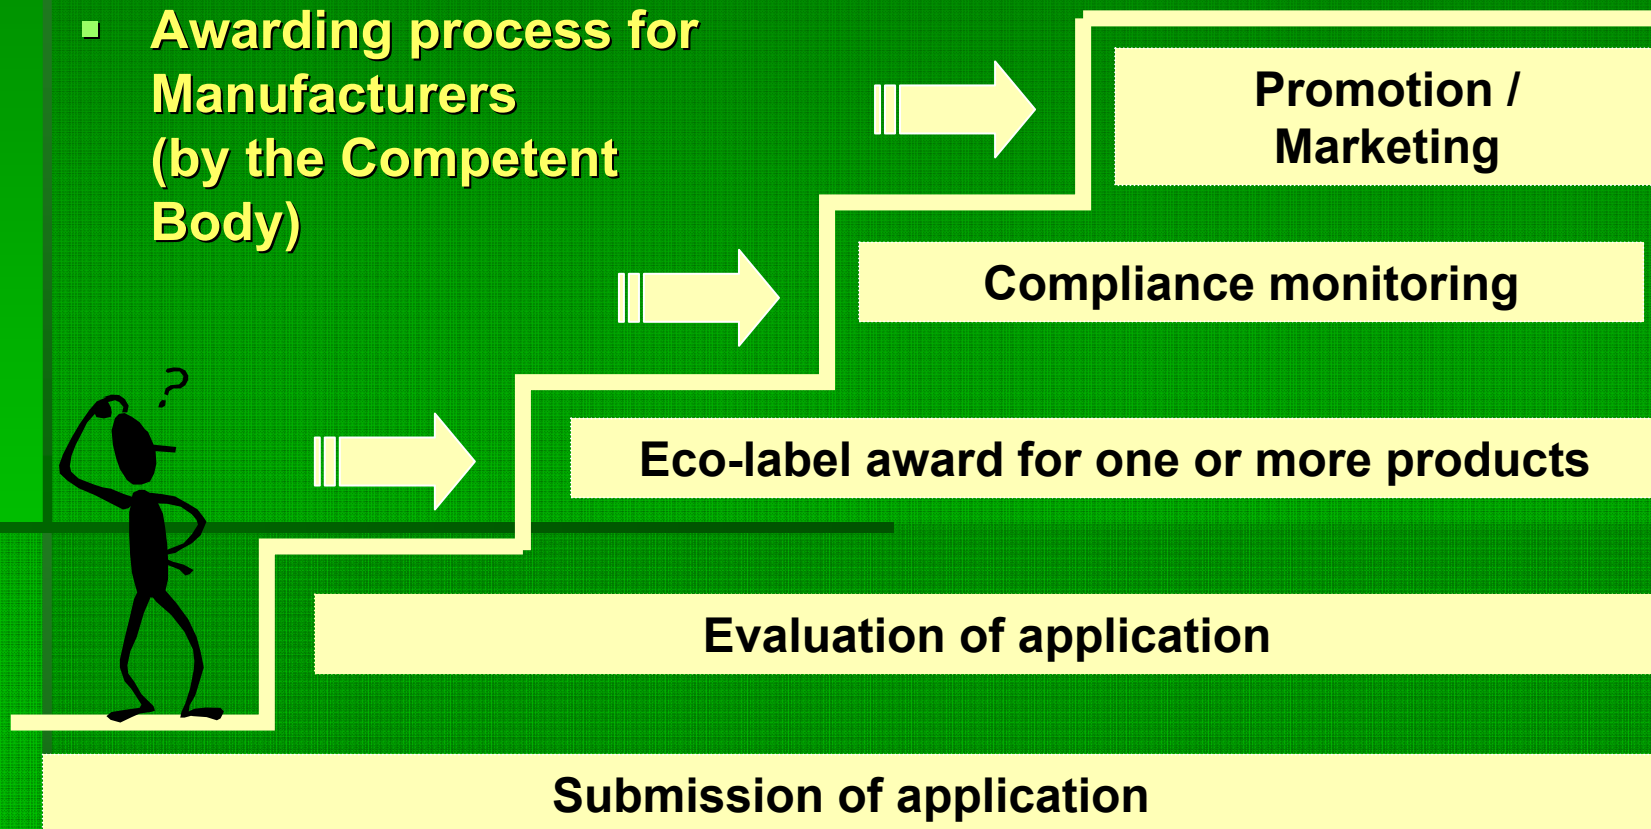 Awarding process for
Manufacturers
(by the Competent
Body)
Promotion /
Marketing
Compliance monitoring
Eco-label award for one or more products
Evaluation of application
Submission of application
?